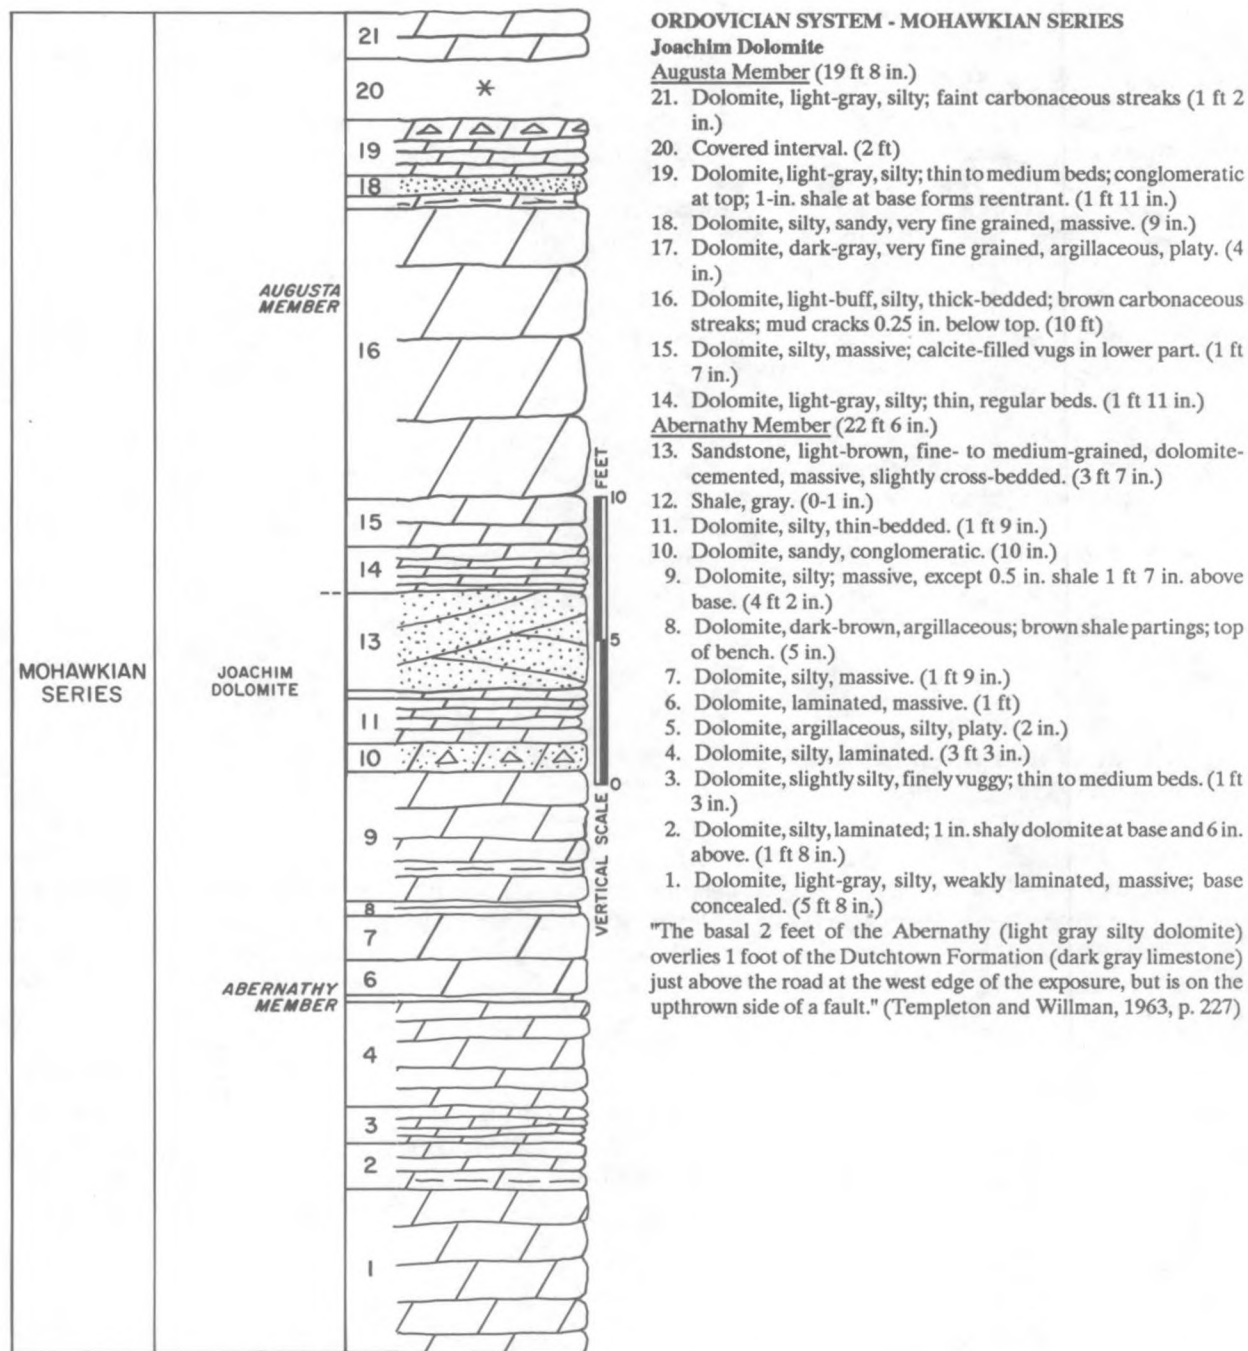 21
20
*
19
18
AUGUSTA
MEMBER
16
15
14
13
MOHAWKIAN
SERIES
JOACHIM
DOLOMITE
11
10
9
8
7
6
ABERNATHY
MEMBER
4
3
2
1
VERTICAL SCALE FEET
10
5
0
ORDOVICIAN SYSTEM - MOHAWKIAN SERIES
Joachim Dolomite
Augusta Member (19 ft 8 in.)
21. Dolomite, light-gray, silty; faint carbonaceous streaks (1 ft 2
in.)
20. Covered interval. (2 ft)
19. Dolomite, light-gray, silty; thin to medium beds; conglomeratic
at top; 1-in. shale at base forms reentrant. (1 ft 11 in.)
18. Dolomite, silty, sandy, very fine grained, massive. (9 in.)
17. Dolomite, dark-gray, very fine grained, argillaceous, platy. (4
in.)
16. Dolomite, light-buff, silty, thick-bedded; brown carbonaceous
streaks; mud cracks 0.25 in. below top. (10 ft)
15. Dolomite, silty, massive; calcite-filled vugs in lower part. (1 ft
7 in.)
14. Dolomite, light-gray, silty; thin, regular beds. (1 ft 11 in.)
Abernathy Member (22 ft 6 in.)
13. Sandstone, light-brown, fine- to medium-grained, dolomite-
cemented, massive, slightly cross-bedded. (3 ft 7 in.)
12. Shale, gray. (0-1 in.)
11. Dolomite, silty, thin-bedded. (1 ft 9 in.)
10. Dolomite, sandy, conglomeratic. (10 in.)
9. Dolomite, silty; massive, except 0.5 in. shale 1 ft 7 in. above
base. (4 ft 2 in.)
8. Dolomite, dark-brown, argillaceous; brown shale partings; top
of bench. (5 in.)
7. Dolomite, silty, massive. (1 ft 9 in.)
6. Dolomite, laminated, massive. (1 ft)
5. Dolomite, argillaceous, silty, platy. (2 in.)
4. Dolomite, silty, laminated. (3 ft 3 in.)
3. Dolomite, slightly silty, finely vuggy; thin to medium beds. (1 ft
3 in.)
2. Dolomite, silty, laminated; 1 in. shaly dolomite at base and 6 in.
above. (1 ft 8 in.)
1. Dolomite, light-gray, silty, weakly laminated, massive; base
concealed. (5 ft 8 in.)
"The basal 2 feet of the Abernathy (light gray silty dolomite)
overlies 1 foot of the Dutchtown Formation (dark gray limestone)
just above the road at the west edge of the exposure, but is on the
upthrown side of a fault." (Templeton and Willman, 1963, p. 227)